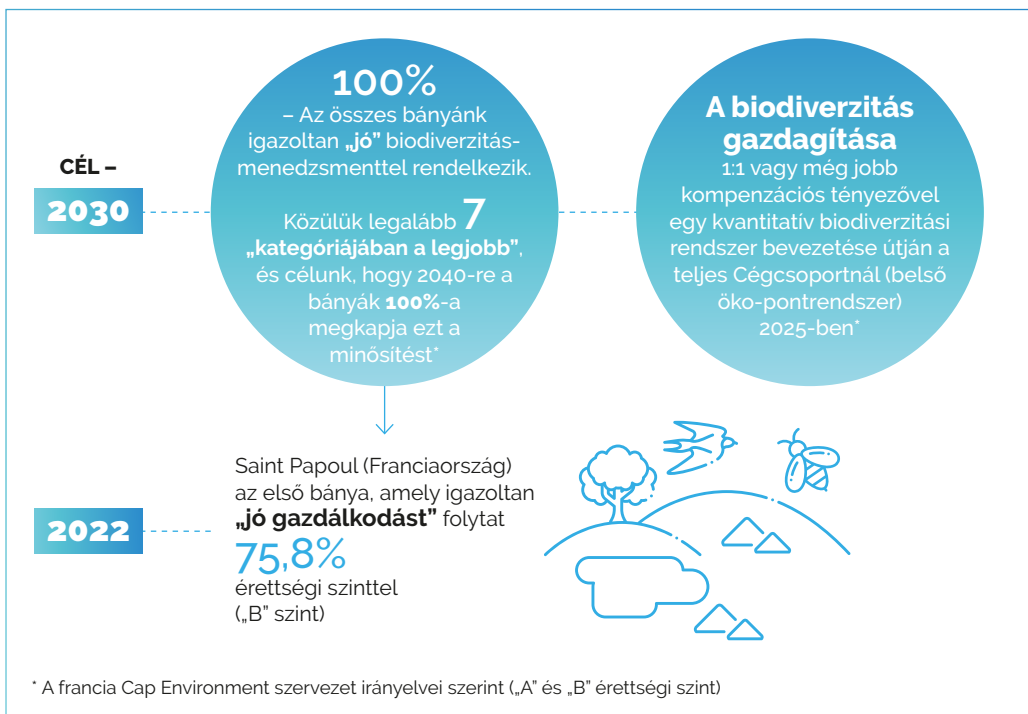 CÉL –
2030
100%
– Az összes bányánk
igazoltan „jó” biodiverzitás-
menedzsmenttel rendelkezik.
Közülük legalább 7
„kategóriájában a legjobb”,
és célunk, hogy 2040-re a
bányák 100%-a
megkapja ezt a
minősítést*
A biodiverzitás
gazdagítása
1:1 vagy még jobb
kompenzációs tényezővel
egy kvantitatív biodiverzitási
rendszer bevezetése útján a
teljes Cégcsoportnál (belső
öko-pontrendszer)
2025-ben*
2022
Saint Papoul (Franciaország)
az első bánya, amely igazoltan
„jó gazdálkodást” folytat
75,8%
érettségi szinttel
(„B” szint)
* A francia Cap Environment szervezet irányelvei szerint („A” és „B” érettségi szint)